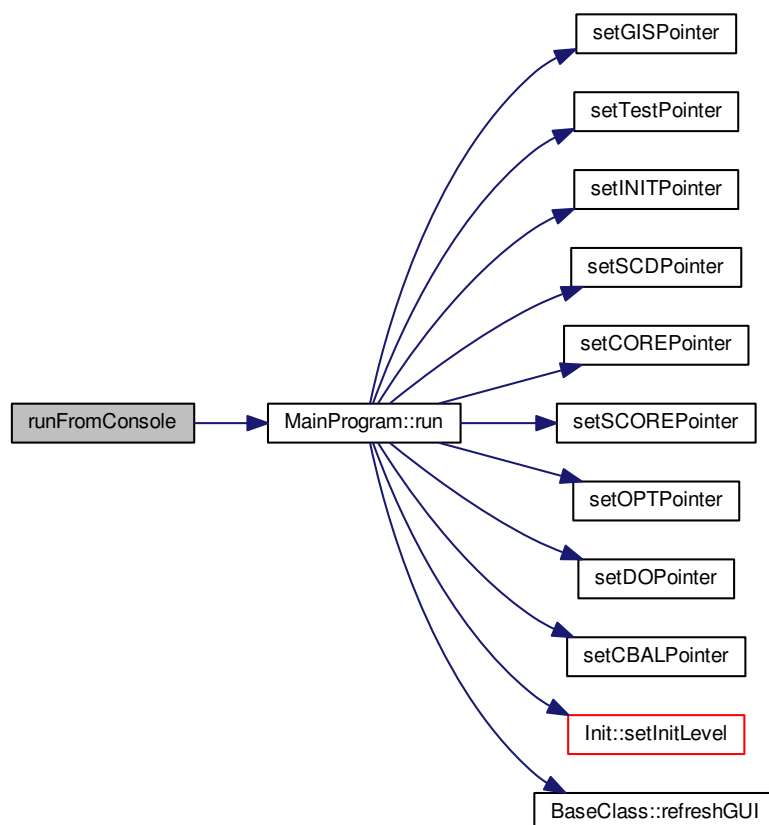 setGISPointer
setTestPointer
setINITPointer
setSCDPointer
setCOREPointer
runFromConsole
MainProgram::run
setSCOREPointer
setOPTPointer
setDOPointer
setCBALPointer
Init::setInitLevel
BaseClass::refreshGUI